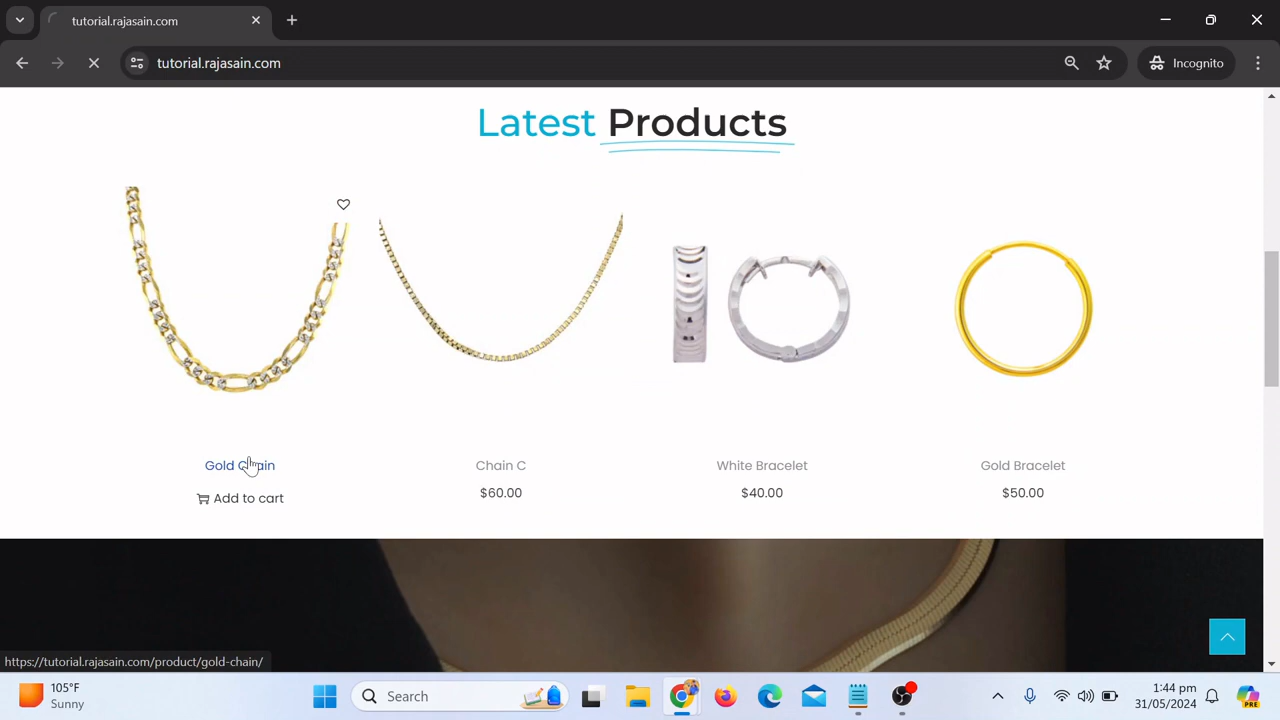 tutorial.rajasain.com
tutorial.rajasain.com
Incognito
Latest Products
Gold Chain
Chain C
White Bracelet
Gold Bracelet
Add to cart
$60.00
$40.00
$50.00
https://tutorial.rajasain.com/product/gold-chain/
105°F
Sunny
Search
1:44 pm
31/05/2024
PRE